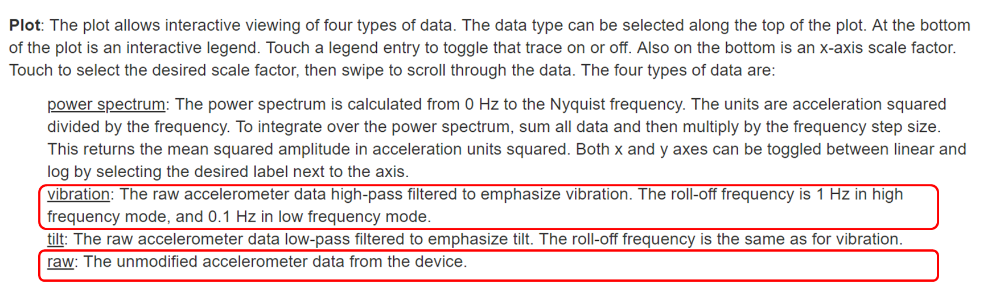 Plot: The plot allows interactive viewing of four types of data. The data type can be selected along the top of the plot. At the bottom
of the plot is an interactive legend. Touch a legend entry to toggle that trace on or off. Also on the bottom is an x-axis scale factor.
Touch to select the desired scale factor, then swipe to scroll through the data. The four types of data are:
power spectrum: The power spectrum is calculated from 0 Hz to the Nyquist frequency. The units are acceleration squared
divided by the frequency. To integrate over the power spectrum, sum all data and then multiply by the frequency step size.
This returns the mean squared amplitude in acceleration units squared. Both x and y axes can be toggled between linear and
log by selecting the desired label next to the axis.
vibration: The raw accelerometer data high-pass filtered to emphasize vibration. The roll-off frequency is 1 Hz in high
frequency mode, and 0.1 Hz in low frequency mode.
tilt: The raw accelerometer data low-pass filtered to emphasize tilt. The roll-off frequency is the same as for vibration.
raw: The unmodified accelerometer data from the device.